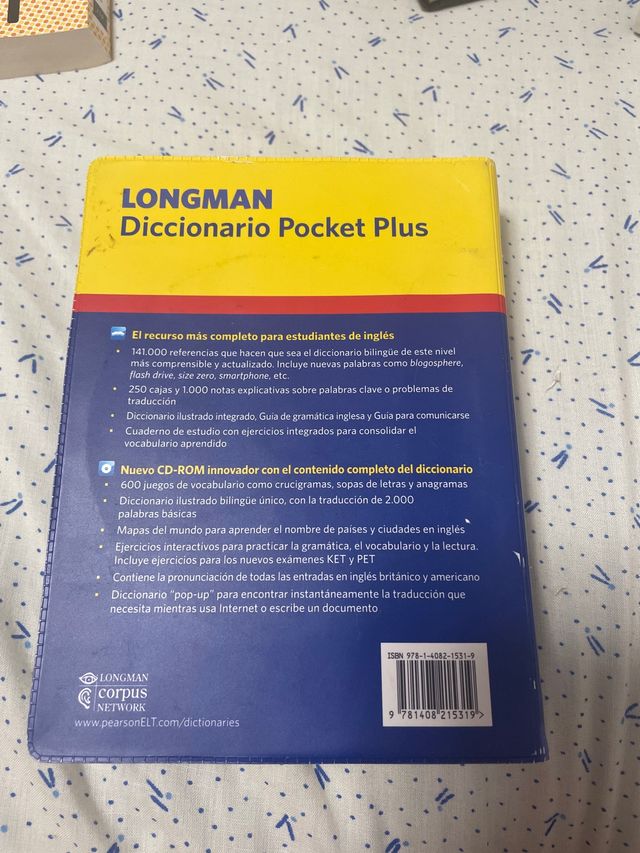 LONGMAN
Diccionario Pocket Plus
El recurso más completo para estudiantes de inglés
• 141.000 referencias que hacen que sea el diccionario bilingüe de este nivel
más comprensible y actualizado. Incluye nuevas palabras como blogosphere,
flash drive, size zero, smartphone, etc.
• 250 cajas y 1.000 notas explicativas sobre palabras clave o problemas de
traducción
• Diccionario ilustrado integrado, Guía de gramática inglesa y Guía para comunicarse
• Cuaderno de estudio con ejercicios integrados para consolidar el
vocabulario aprendido
Nuevo CD-ROM innovador con el contenido completo del diccionario
• 600 juegos de vocabulario como crucigramas, sopas de letras y anagramas
• Diccionario ilustrado bilingüe único, con la traducción de 2.000
palabras básicas
• Mapas del mundo para aprender el nombre de países y ciudades en inglés
• Ejercicios interactivos para practicar la gramática, el vocabulario y la lectura.
Incluye ejercicios para los nuevos exámenes KET y PET
• Contiene la pronunciación de todas las entradas en inglés británico y americano
• Diccionario "pop-up" para encontrar instantáneamente la traducción que
necesita mientras usa Internet o escribe un documento
LONGMAN
corpus
NETWORK
www.pearsonELT.com/dictionaries
ISBN 978-1-4082-1531-9
9 781408 215319 >